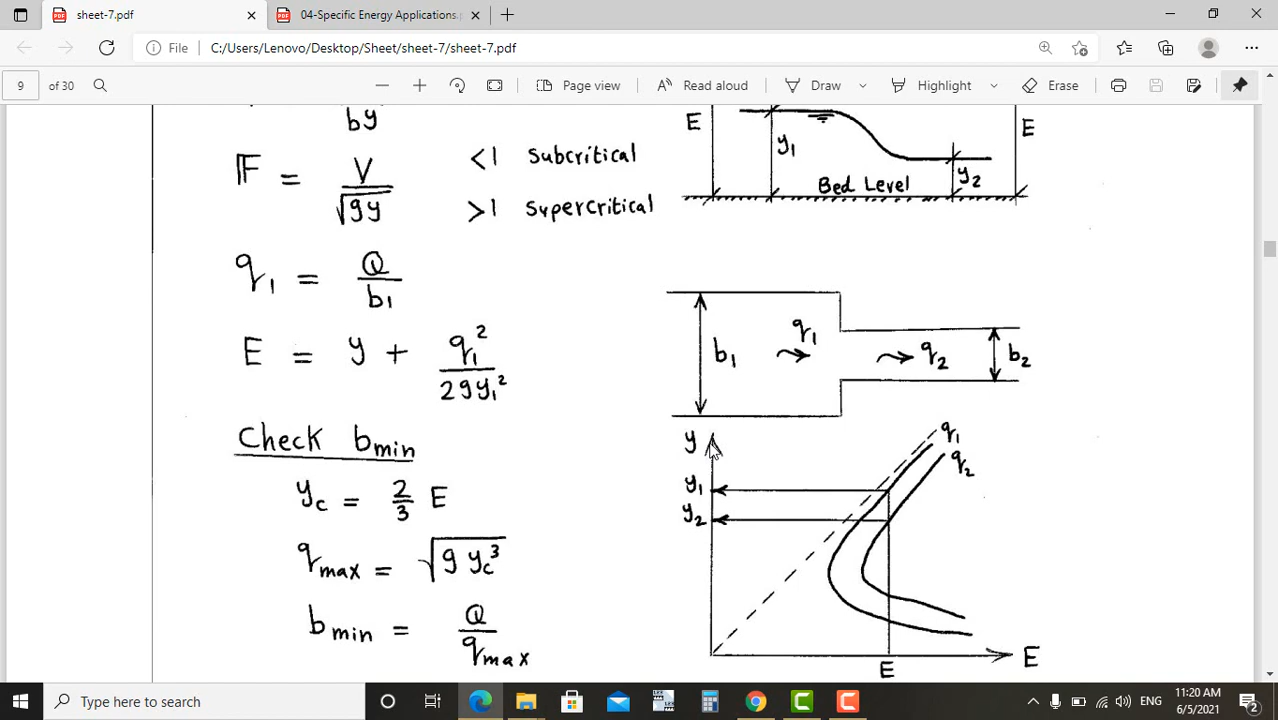 sheet-7.pdf
04-Specific Energy Applications.
File C:/Users/Lenovo/Desktop/Sheet/sheet-7/sheet-7.pdf
9 of 30
Page view
Read aloud
Draw
Highlight
Erase
by
F = V / √gy
<1 Subcritical
>1 Supercritical
q₁ = Q / b₁
E = y + q₁² / 2gy₁²
Check bmin
yc = 2/3 E
qmax = √g yc³
bmin = Q / qmax
E
y₁
E
y₂
Bed Level
b₁
q₁
q₂
b₂
y
q₁
q₂
y₁
y₂
E
E
Type here to search
ENG
11:20 AM
6/5/2021
2